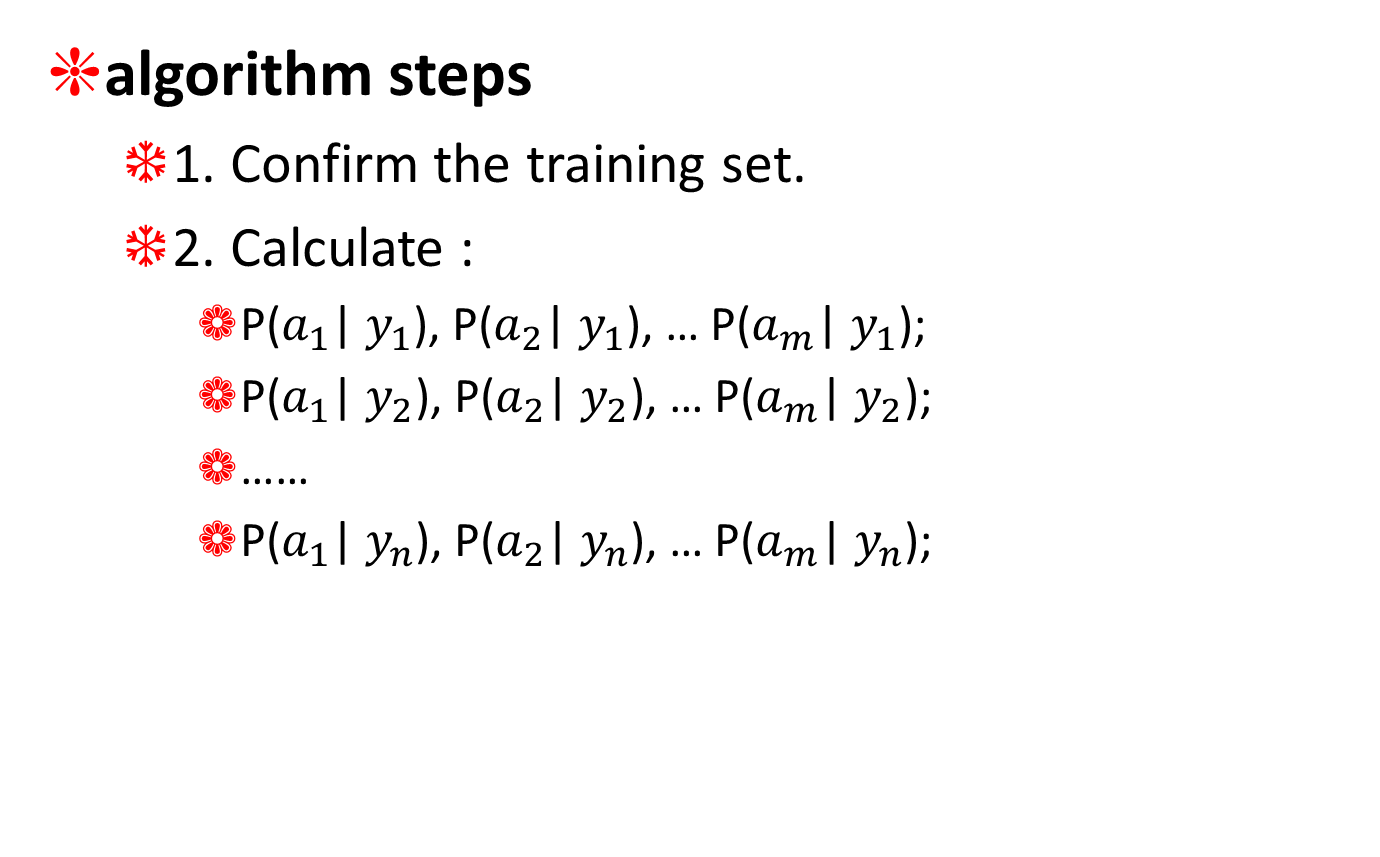 algorithm steps
1. Confirm the training set.
2. Calculate :
P(𝑎₁| 𝑦₁), P(𝑎₂| 𝑦₁), … P(𝑎ₘ| 𝑦₁);
P(𝑎₁| 𝑦₂), P(𝑎₂| 𝑦₂), … P(𝑎ₘ| 𝑦₂);
……
P(𝑎₁| 𝑦ₙ), P(𝑎₂| 𝑦ₙ), … P(𝑎ₘ| 𝑦ₙ);